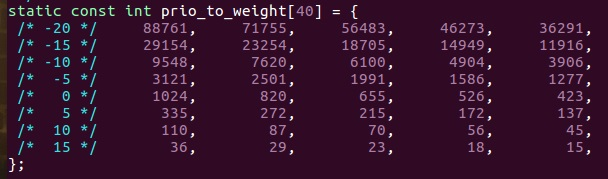 static const int prio_to_weight[40] = {
/* -20 */ 88761, 71755, 56483, 46273, 36291,
/* -15 */ 29154, 23254, 18705, 14949, 11916,
/* -10 */ 9548, 7620, 6100, 4904, 3906,
/* -5 */ 3121, 2501, 1991, 1586, 1277,
/* 0 */ 1024, 820, 655, 526, 423,
/* 5 */ 335, 272, 215, 172, 137,
/* 10 */ 110, 87, 70, 56, 45,
/* 15 */ 36, 29, 23, 18, 15,
};